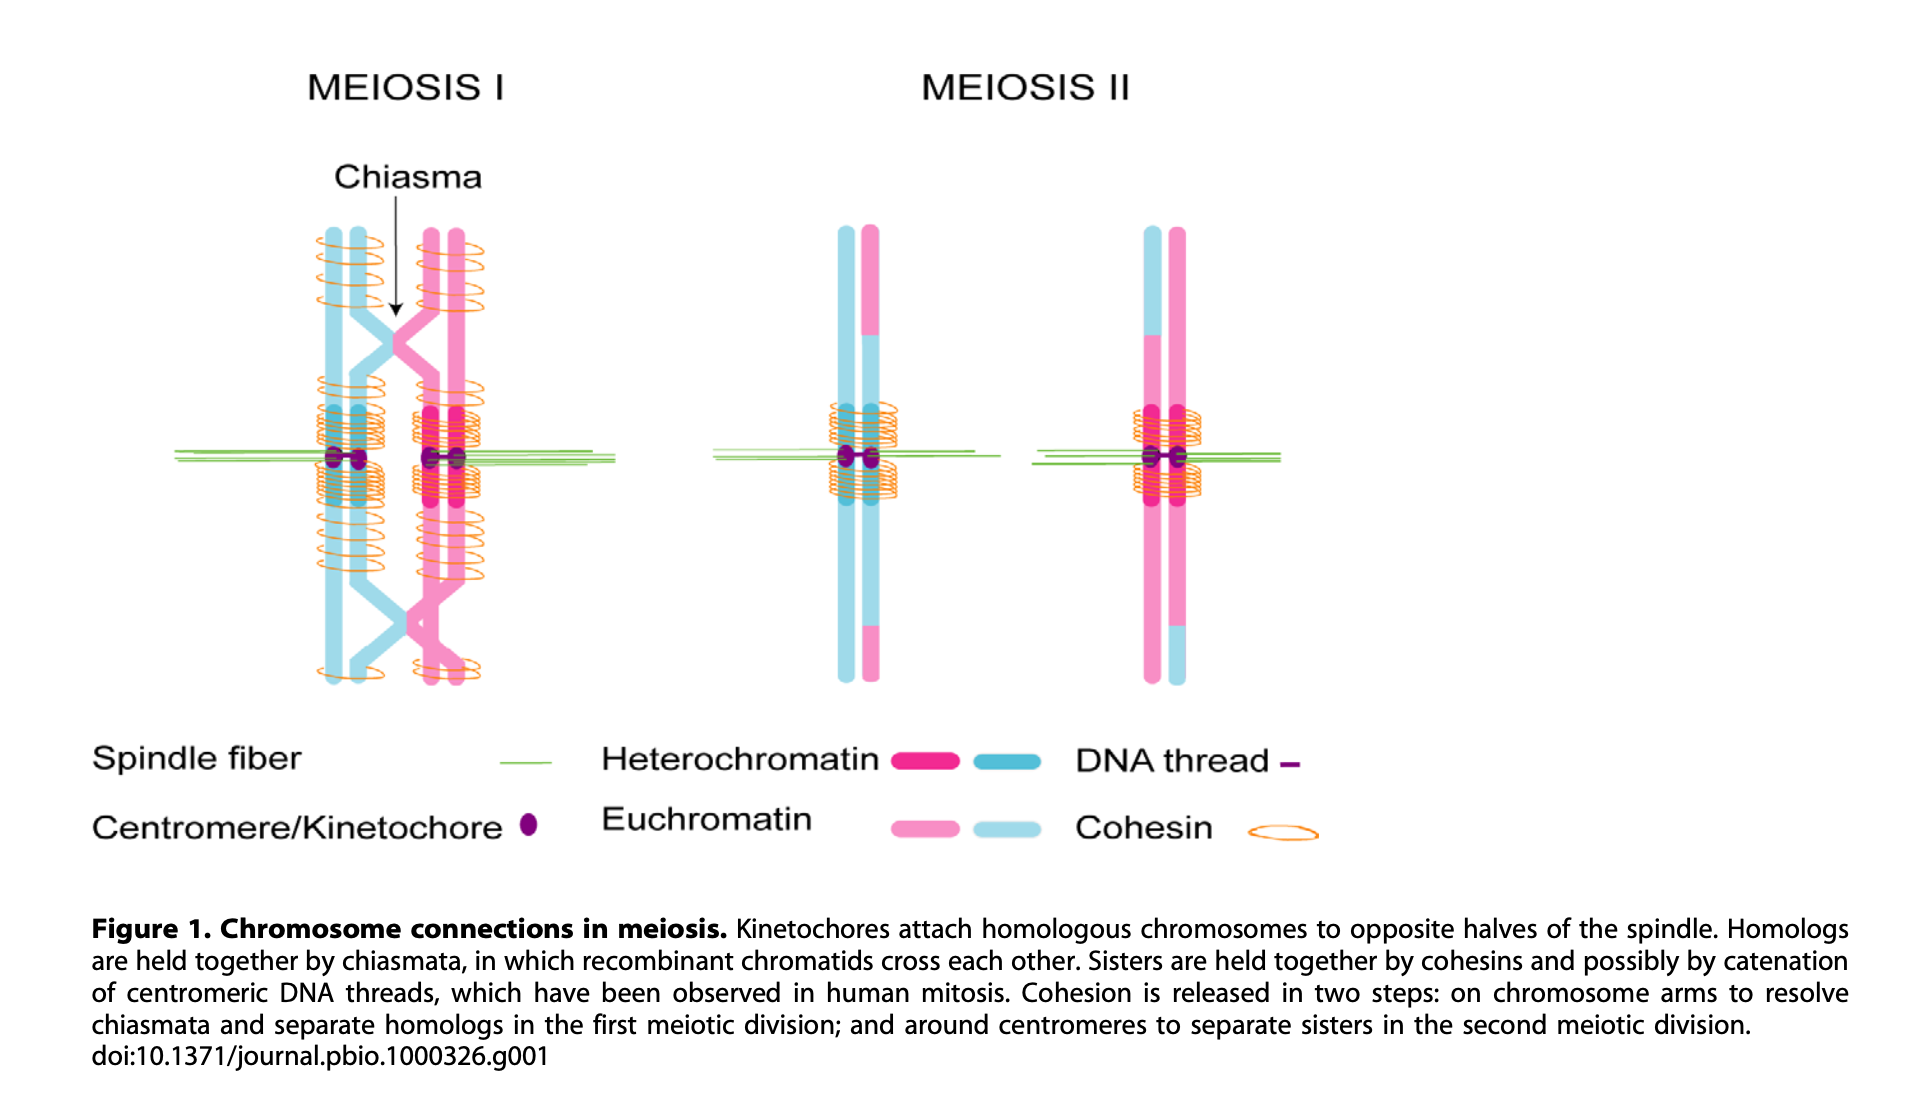 MEIOSIS I
MEIOSIS II
Chiasma
Spindle fiber
Heterochromatin
DNA thread
Centromere/Kinetochore
Euchromatin
Cohesin
Figure 1. Chromosome connections in meiosis. Kinetochores attach homologous chromosomes to opposite halves of the spindle. Homologs
are held together by chiasmata, in which recombinant chromatids cross each other. Sisters are held together by cohesins and possibly by catenation
of centromeric DNA threads, which have been observed in human mitosis. Cohesion is released in two steps: on chromosome arms to resolve
chiasmata and separate homologs in the first meiotic division; and around centromeres to separate sisters in the second meiotic division.
doi:10.1371/journal.pbio.1000326.g001